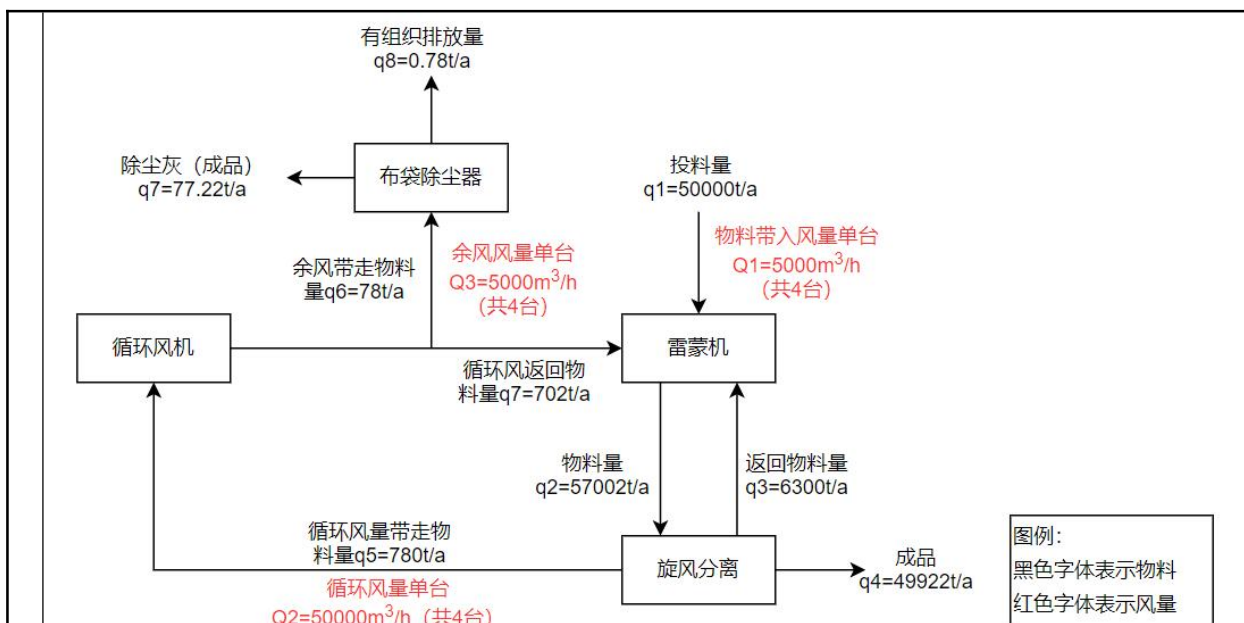 有组织排放量
q8=0.78t/a
除尘灰（成品）
q7=77.22t/a
布袋除尘器
投料量
q1=50000t/a
余风带走物料
量q6=78t/a
余风风量单台
Q3=5000m³/h
（共4台）
物料带入风量单台
Q1=5000m³/h
（共4台）
循环风机
雷蒙机
循环风返回物
料量q7=702t/a
物料量
q2=57002t/a
返回物料量
q3=6300t/a
循环风量带走物
料量q5=780t/a
循环风量单台
Q2=50000m³/h（共4台）
旋风分离
成品
q4=49922t/a
图例：
黑色字体表示物料
红色字体表示风量